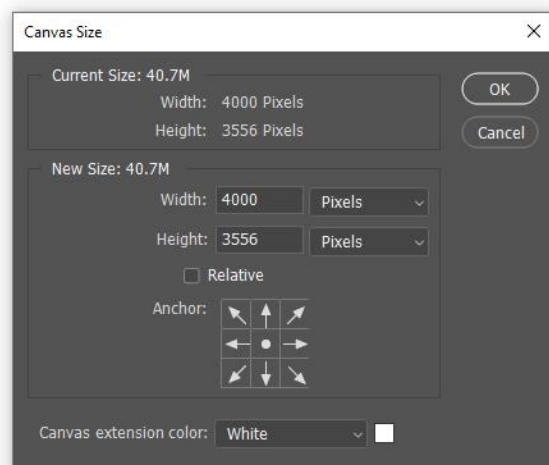 Canvas Size
Current Size: 40.7M
OK
Width: 4000 Pixels
Height: 3556 Pixels
Cancel
New Size: 40.7M
Width: 4000 Pixels
Height: 3556 Pixels
Relative
Anchor:
Canvas extension color: White